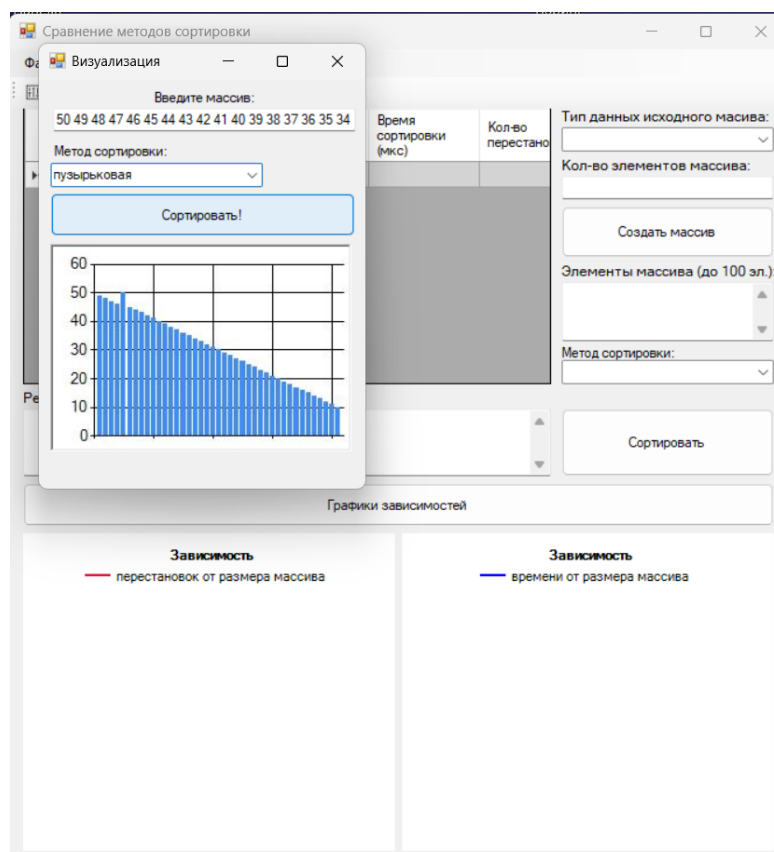 Сравнение методов сортировки
Визуализация
Введите массив:
50 49 48 47 46 45 44 43 42 41 40 39 38 37 36 35 34
Метод сортировки:
пузырьковая
Сортировать!
60
50
40
30
20
10
0
Время
сортировки
(мкс)
Кол-во
перестано
Тип данных исходного масива:
Кол-во элементов массива:
Создать массив
Элементы массива (до 100 эл.):
Метод сортировки:
Сортировать
Графики зависимостей
Зависимость
перестановок от размера массива
Зависимость
времени от размера массива